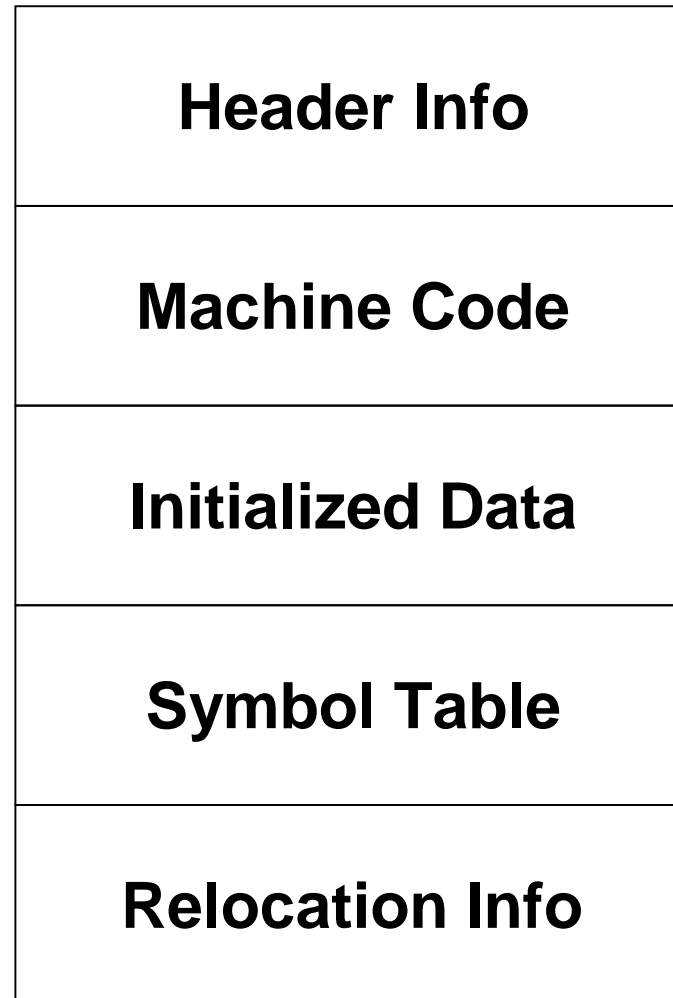 Header Info
Machine Code
Initialized Data
Symbol Table
Relocation Info